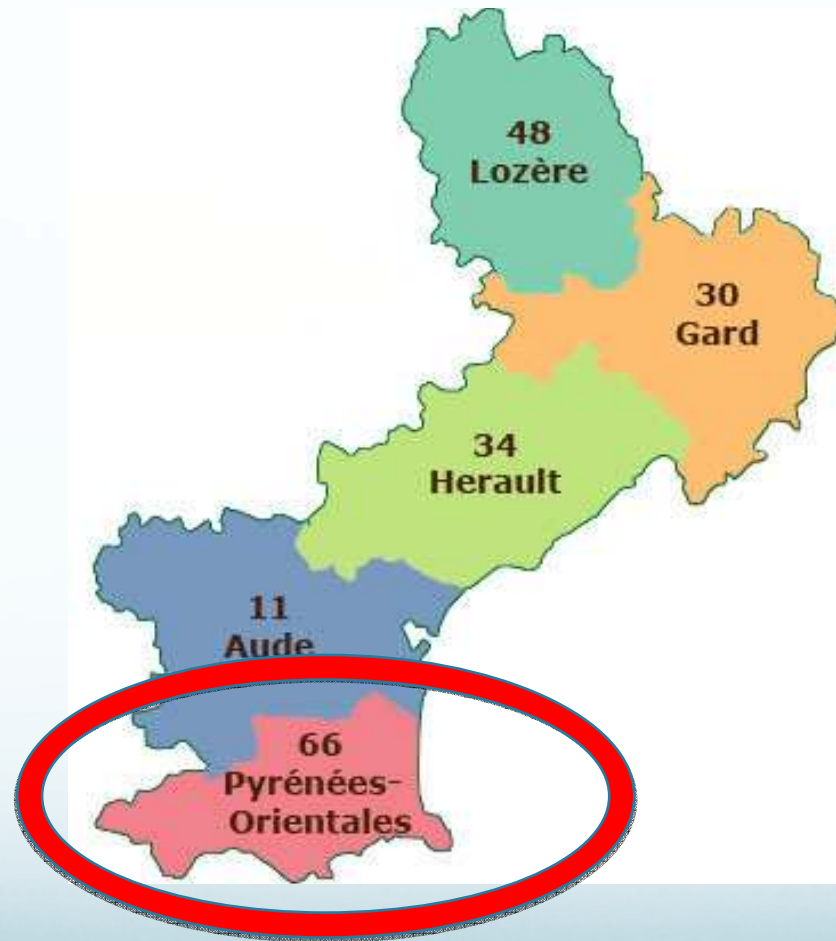 48
Lozère
30
Gard
34
Herault
11
Aude
66
Pyrénées-
Orientales